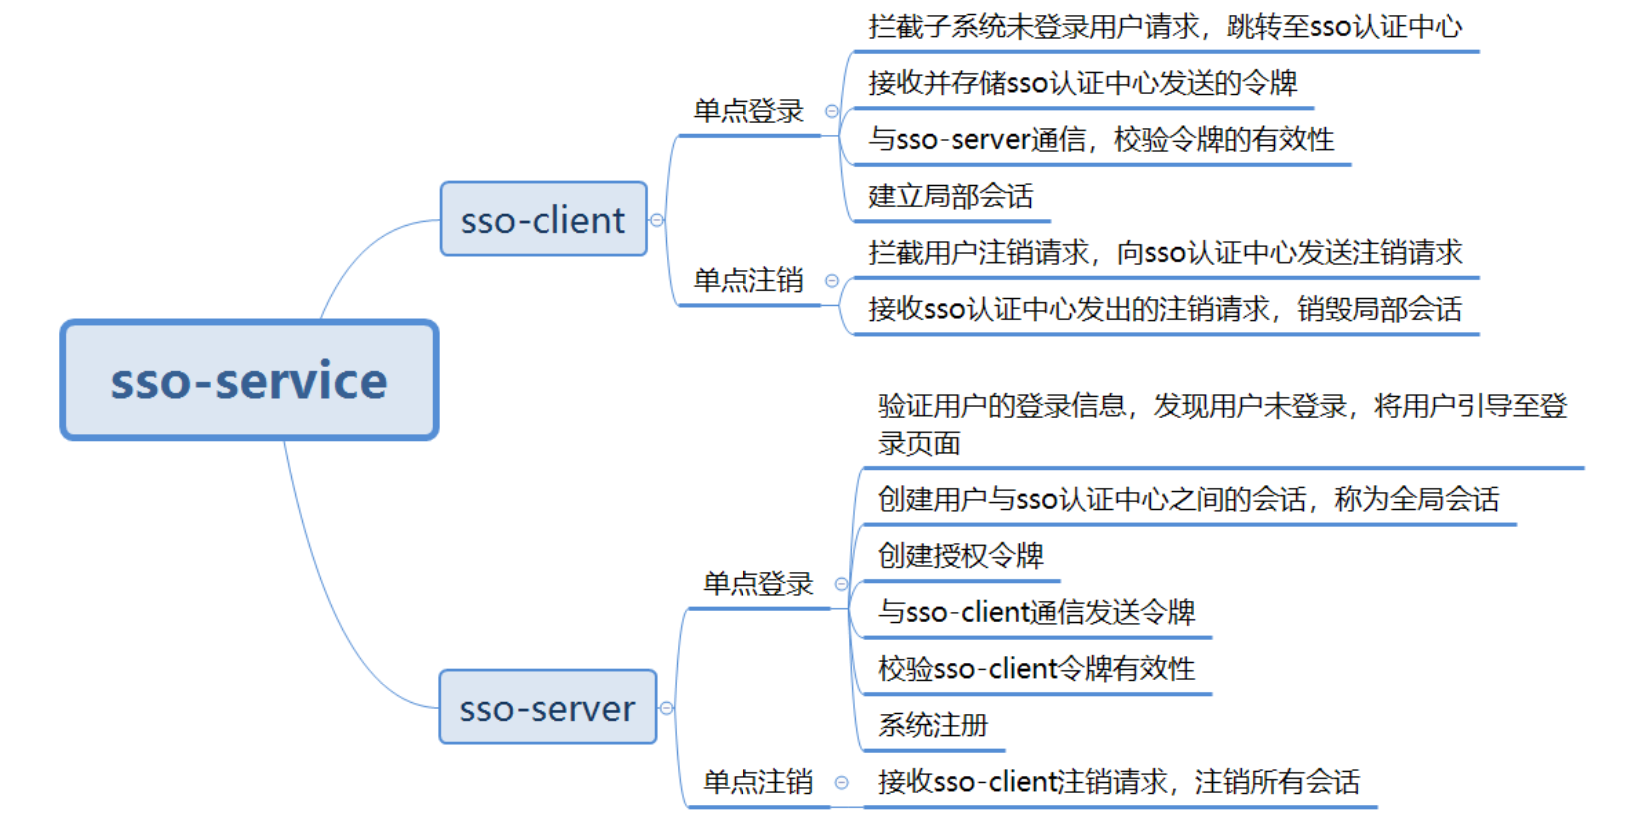 sso-service
sso-client
单点登录
拦截子系统未登录用户请求，跳转至sso认证中心
接收并存储sso认证中心发送的令牌
与sso-server通信，校验令牌的有效性
建立局部会话
单点注销
拦截用户注销请求，向sso认证中心发送注销请求
接收sso认证中心发出的注销请求，销毁局部会话
sso-server
单点登录
验证用户的登录信息，发现用户未登录，将用户引导至登
录页面
创建用户与sso认证中心之间的会话，称为全局会话
创建授权令牌
与sso-client通信发送令牌
校验sso-client令牌有效性
系统注册
单点注销
接收sso-client注销请求，注销所有会话